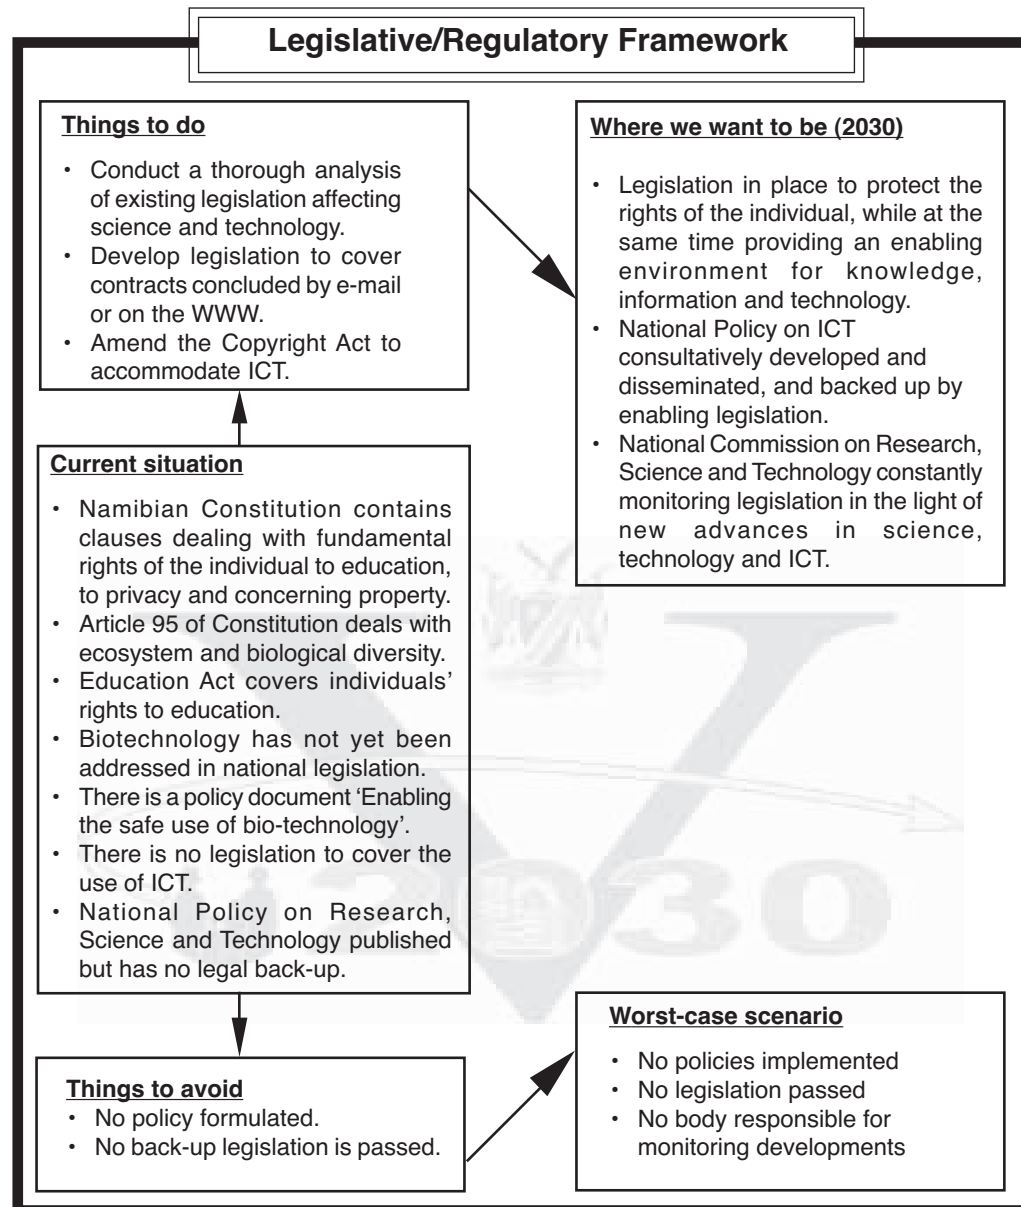 Legislative/Regulatory Framework
Things to do
• Conduct a thorough analysis
of existing legislation affecting
science and technology.
• Develop legislation to cover
contracts concluded by e-mail
or on the WWW.
• Amend the Copyright Act to
accommodate ICT.
Where we want to be (2030)
• Legislation in place to protect the
rights of the individual, while at the
same time providing an enabling
environment for knowledge,
information and technology.
• National Policy on ICT
consultatively developed and
disseminated, and backed up by
enabling legislation.
• National Commission on Research,
Science and Technology constantly
monitoring legislation in the light of
new advances in science,
technology and ICT.
Current situation
• Namibian Constitution contains
clauses dealing with fundamental
rights of the individual to education,
to privacy and concerning property.
• Article 95 of Constitution deals with
ecosystem and biological diversity.
• Education Act covers individuals’
rights to education.
• Biotechnology has not yet been
addressed in national legislation.
• There is a policy document ‘Enabling
the safe use of bio-technology’.
• There is no legislation to cover the
use of ICT.
• National Policy on Research,
Science and Technology published
but has no legal back-up.
V
2030
Things to avoid
• No policy formulated.
• No back-up legislation is passed.
Worst-case scenario
• No policies implemented
• No legislation passed
• No body responsible for
monitoring developments